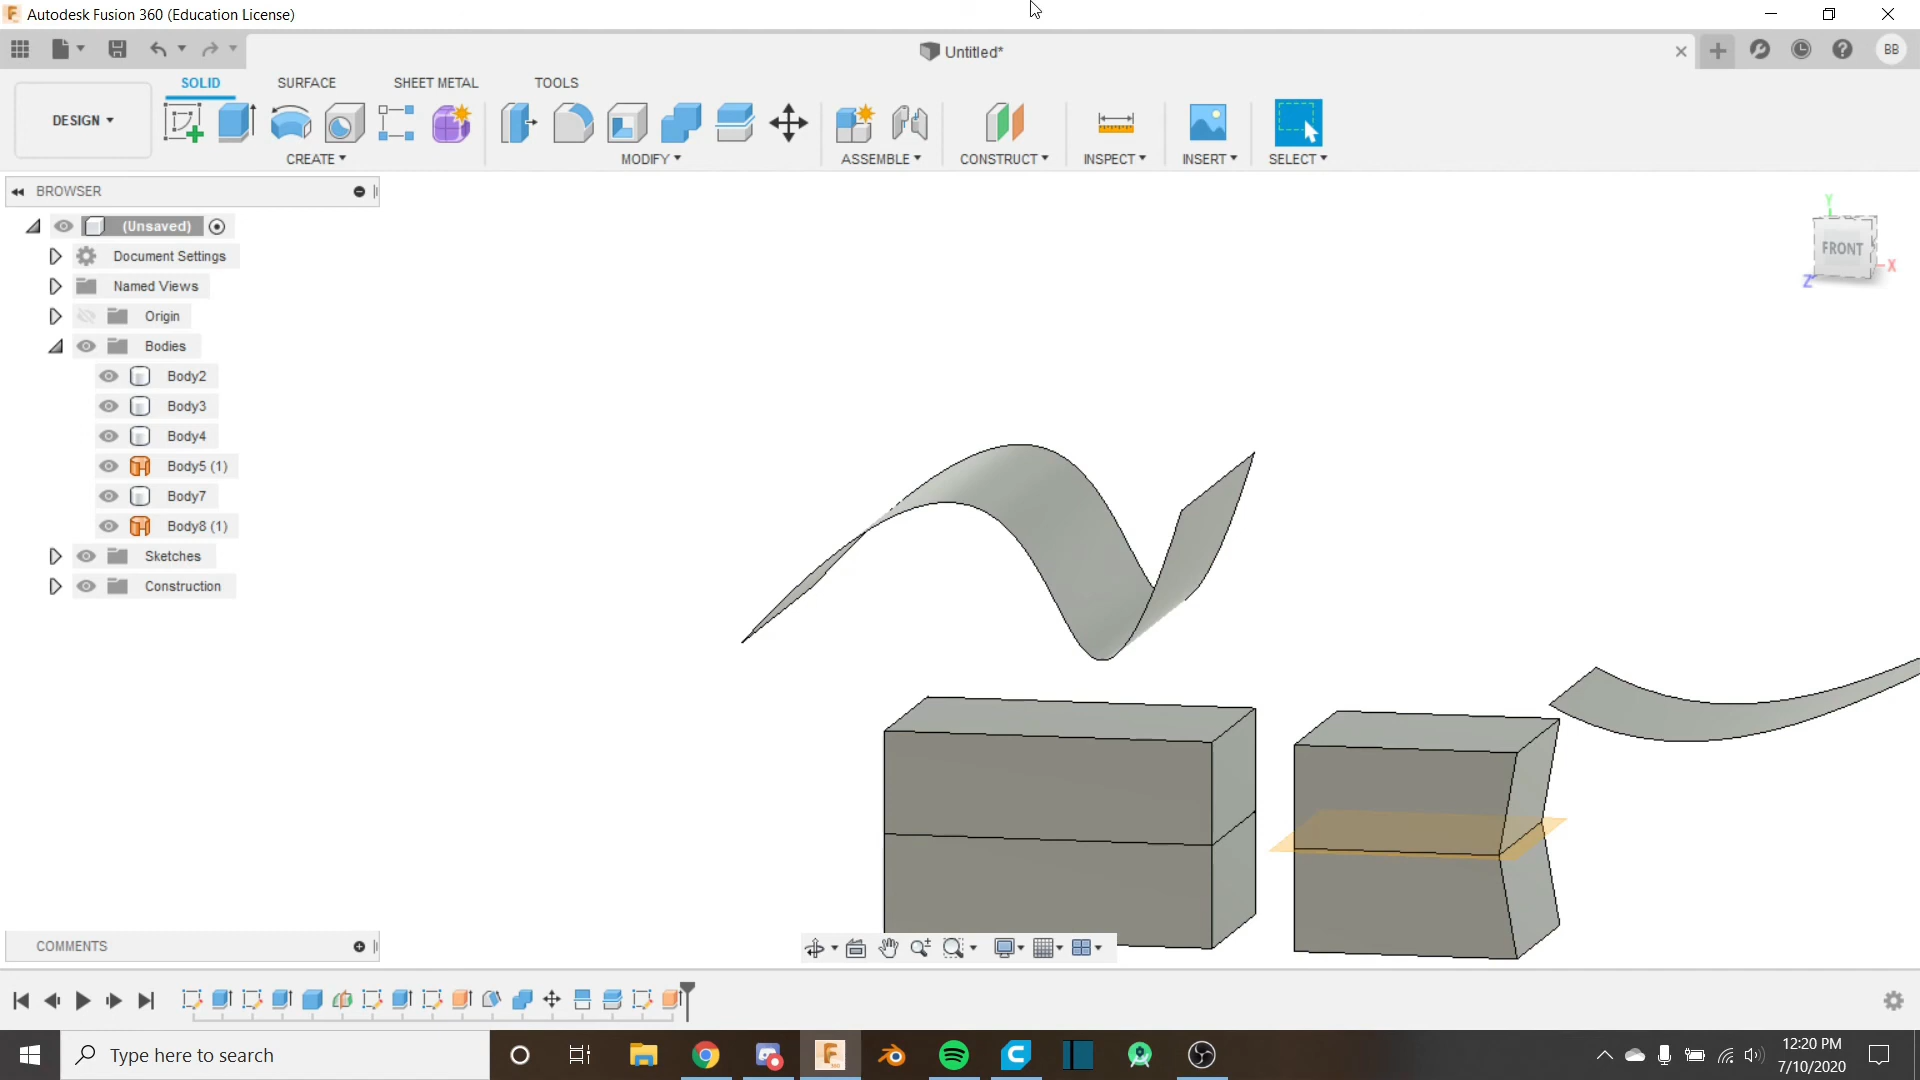 Autodesk Fusion 360 (Education License)
Untitled*
BB
SOLID
SURFACE
SHEET METAL
TOOLS
DESIGN
CREATE
MODIFY
ASSEMBLE
CONSTRUCT
INSPECT
INSERT
SELECT
BROWSER
(Unsaved)
Document Settings
Named Views
Origin
Bodies
Body2
Body3
Body4
Body5 (1)
Body7
Body8 (1)
Sketches
Construction
Y
FRONT
X
Z
COMMENTS
Type here to search
12:20 PM
7/10/2020